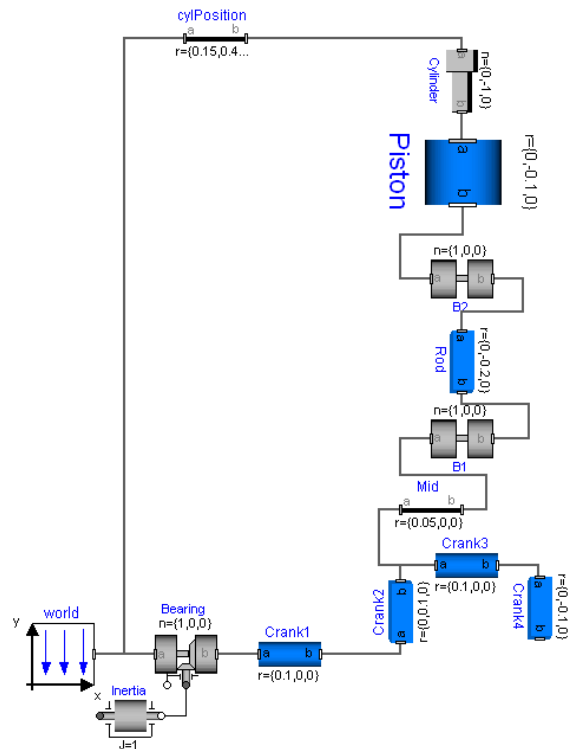 cylPosition
a b
r={0.15,0.4...
n={0,-1,0}
a
Cylinder
b
Piston
a
b
r={0,-0.1,0}
n={1,0,0}
a b
B2
a
Rod
b
r={0,-0.2,0}
n={1,0,0}
a b
B1
Mid
a b
r={0.05,0,0}
Crank3
a b
r={0.1,0,0}
Crank2
b
a
r={0,0.1,0}
Crank4
a
b
r={0,-0.1,0}
world
y
x
Bearing
n={1,0,0}
a b
Crank1
a b
r={0.1,0,0}
Inertia
J=1